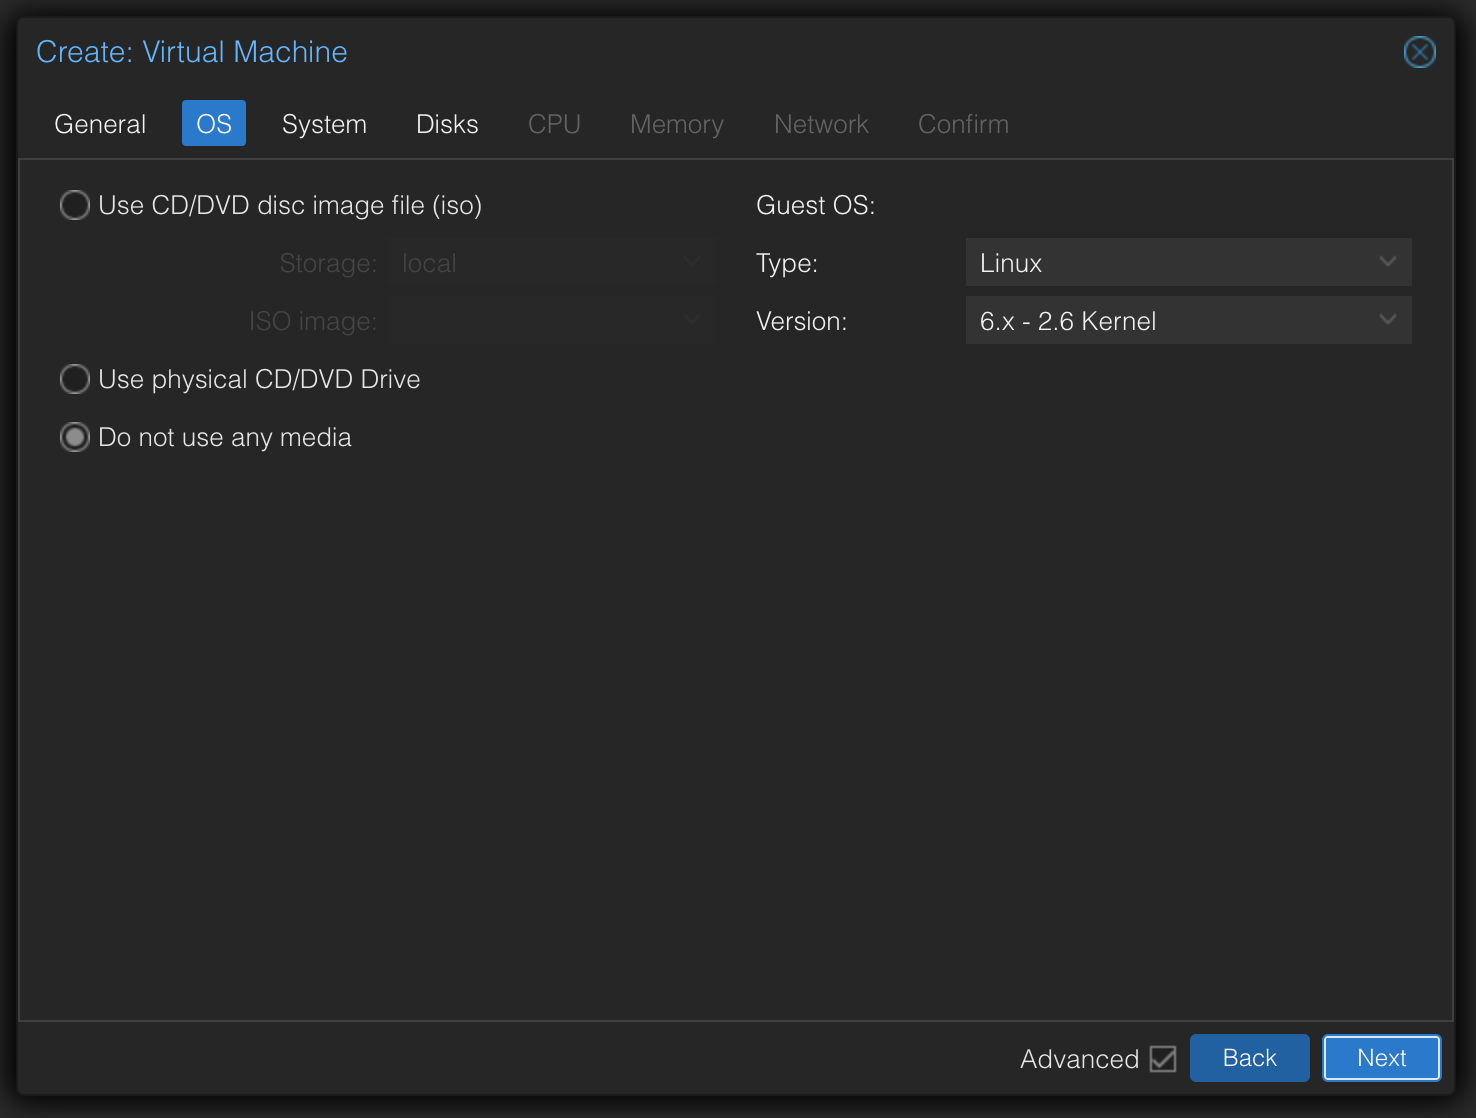 Create: Virtual Machine
General OS System Disks CPU Memory Network Confirm
Use CD/DVD disc image file (iso)
Storage: local
ISO image:
Use physical CD/DVD Drive
Do not use any media
Guest OS:
Type: Linux
Version: 6.x - 2.6 Kernel
Advanced Back Next